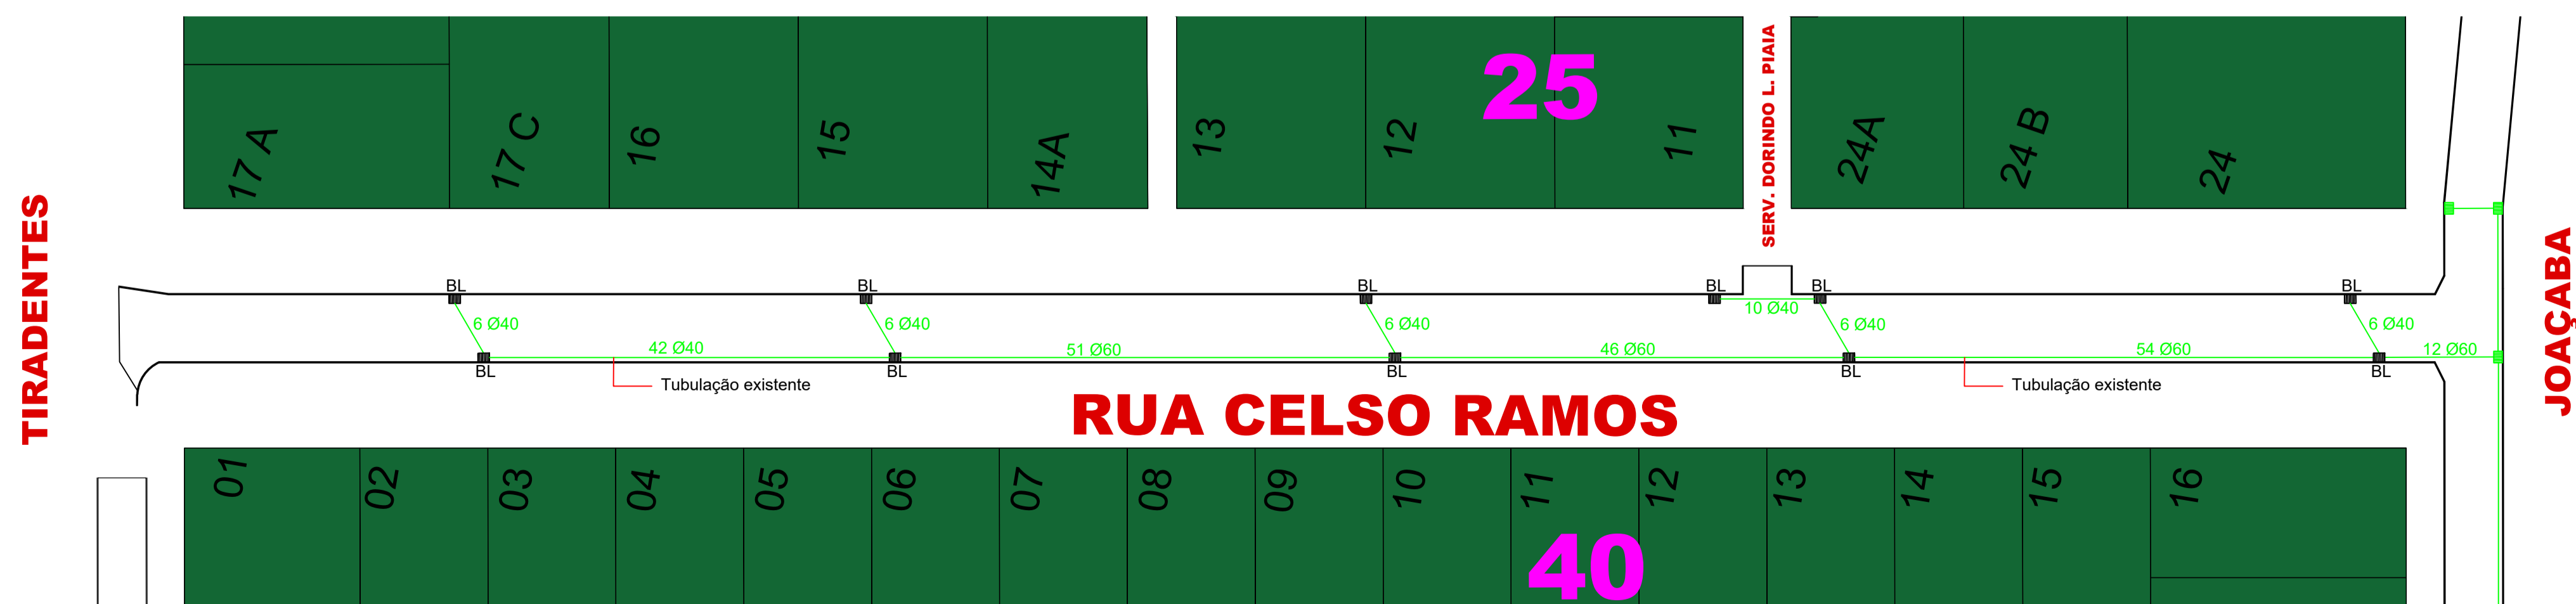 25
17 A
17 C
16
15
14A
13
12
11
SERV. DORINDO L. PIAIA
24A
24 B
24
TIRADENTES
JOAÇABA
BL
BL
BL
BL
BL
BL
6 Ø40
6 Ø40
6 Ø40
10 Ø40
6 Ø40
6 Ø40
42 Ø40
51 Ø60
46 Ø60
54 Ø60
12 Ø60
BL
BL
BL
BL
BL
Tubulação existente
Tubulação existente
RUA CELSO RAMOS
01
02
03
04
05
06
07
08
09
10
11
12
13
14
15
16
40